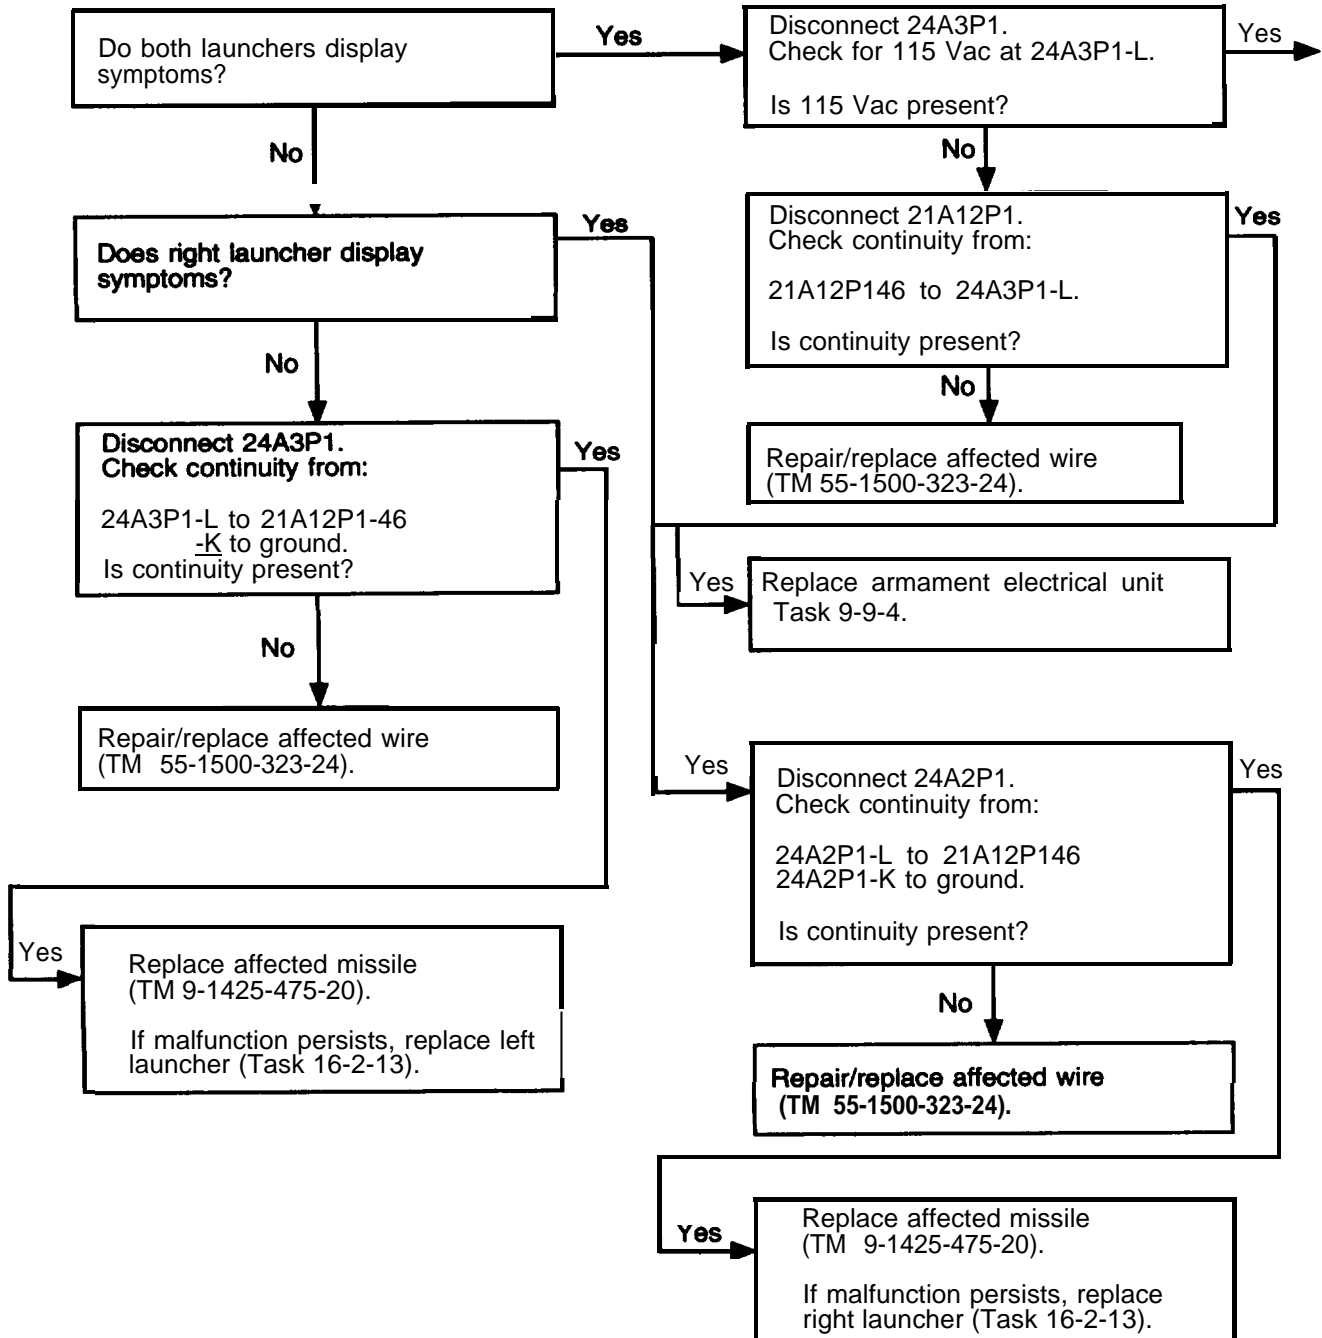 Do both launchers display
symptoms?
Yes
Disconnect 24A3P1.
Check for 115 Vac at 24A3P1-L.
Is 115 Vac present?
Yes
No
No
Does right launcher display
symptoms?
Yes
Disconnect 21A12P1.
Check continuity from:
21A12P146 to 24A3P1-L.
Is continuity present?
Yes
No
No
Disconnect 24A3P1.
Check continuity from:
24A3P1-L to 21A12P1-46
-K to ground.
Is continuity present?
Yes
Repair/replace affected wire
(TM 55-1500-323-24).
Yes
Replace armament electrical unit
Task 9-9-4.
No
Repair/replace affected wire
(TM 55-1500-323-24).
Yes
Disconnect 24A2P1.
Check continuity from:
24A2P1-L to 21A12P146
24A2P1-K to ground.
Is continuity present?
Yes
Yes
Replace affected missile
(TM 9-1425-475-20).
If malfunction persists, replace left
launcher (Task 16-2-13).
No
Repair/replace affected wire
(TM 55-1500-323-24).
Yes
Replace affected missile
(TM 9-1425-475-20).
If malfunction persists, replace
right launcher (Task 16-2-13).